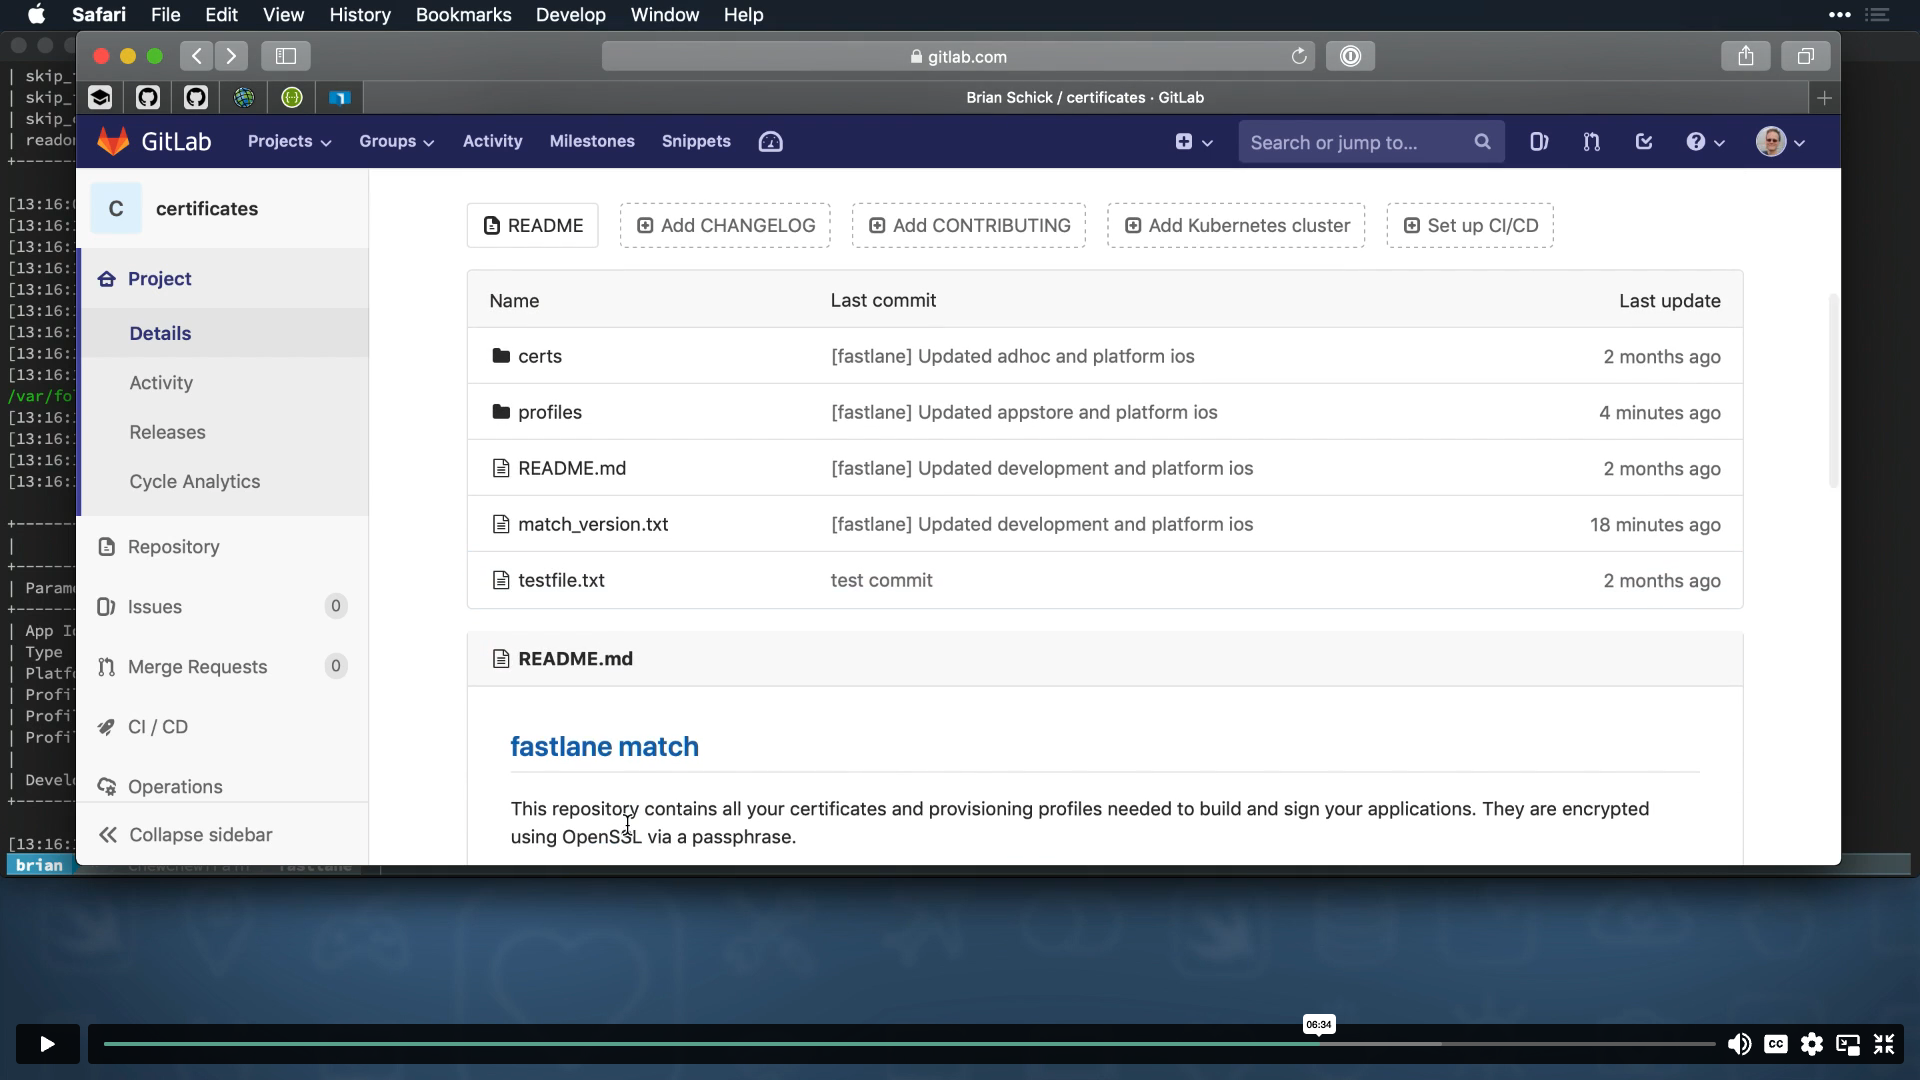 Safari File Edit View History Bookmarks Develop Window Help
gitlab.com
Brian Schick / certificates · GitLab
GitLab Projects Groups Activity Milestones Snippets Search or jump to...
C certificates
Project
Details
Activity
Releases
Cycle Analytics
Repository
Issues 0
Merge Requests 0
CI / CD
Operations
Collapse sidebar
README Add CHANGELOG Add CONTRIBUTING Add Kubernetes cluster Set up CI/CD
Name Last commit Last update
certs [fastlane] Updated adhoc and platform ios 2 months ago
profiles [fastlane] Updated appstore and platform ios 4 minutes ago
README.md [fastlane] Updated development and platform ios 2 months ago
match_version.txt [fastlane] Updated development and platform ios 18 minutes ago
testfile.txt test commit 2 months ago
README.md
fastlane match
This repository contains all your certificates and provisioning profiles needed to build and sign your applications. They are encrypted
using OpenSSL via a passphrase.
| skip_
| skip_
| skip_
| reado
[13:16:
[13:16:
[13:16:
[13:16:
[13:16:
[13:16:
[13:16:
[13:16:
[13:16:
/var/fo
[13:16:
[13:16:
[13:16:
[13:16:
| Param
| App I
| Type
| Platf
| Profi
| Profi
| Profi
| Devel
[13:16:
brian
06:34
CC